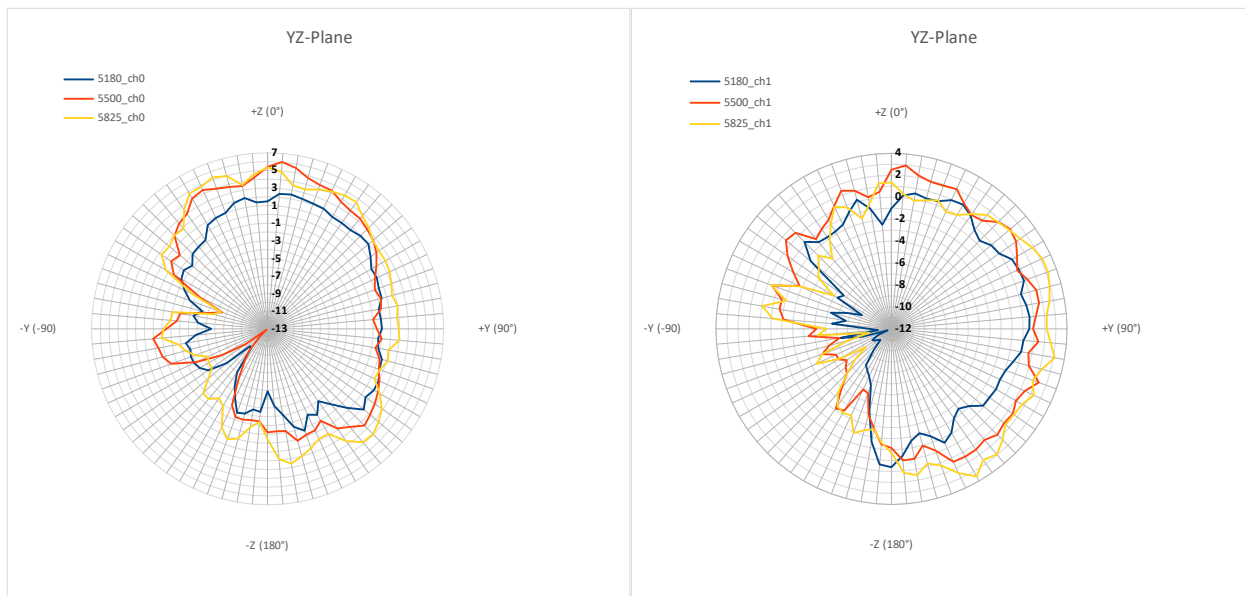 YZ-Plane
5180_ch0
5500_ch0
5825_ch0
+Z (0°)
7
5
3
1
-1
-3
-5
-7
-9
-11
-13
-Y (-90)
+Y (90°)
-Z (180°)
YZ-Plane
5180_ch1
5500_ch1
5825_ch1
+Z (0°)
4
2
0
-2
-4
-6
-8
-10
-12
-Y (-90)
+Y (90°)
-Z (180°)